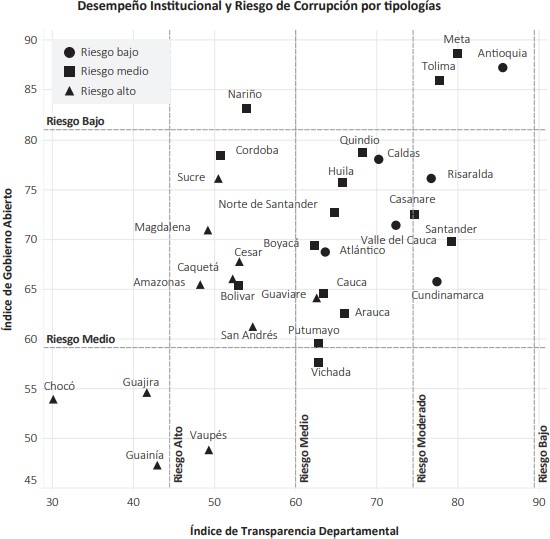 Desempeño Institucional y Riesgo de Corrupción por tipologías
90
Meta
Riesgo bajo
Antioquia
Riesgo medio
Tolima
Riesgo alto
85
Nariño
Riesgo Bajo
80
Cordoba
Quindio
Caldas
Sucre
Huila
Risaralda
75
Norte de Santander
Casanare
Magdalena
Santander
70
Boyacá
Valle del Cauca
Cesar
Atlántico
Caquetá
Amazonas
65
Bolivar
Guaviare
Cauca
Cundinamarca
Arauca
San Andrés
Putumayo
60
Riesgo Medio
Vichada
55
Chocó
Guajira
50
Vaupés
Guainía
45
Riesgo Alto
Riesgo Medio
Riesgo Moderado
Riesgo Bajo
30
40
50
60
70
80
90
Índice de Gobierno Abierto
Índice de Transparencia Departamental